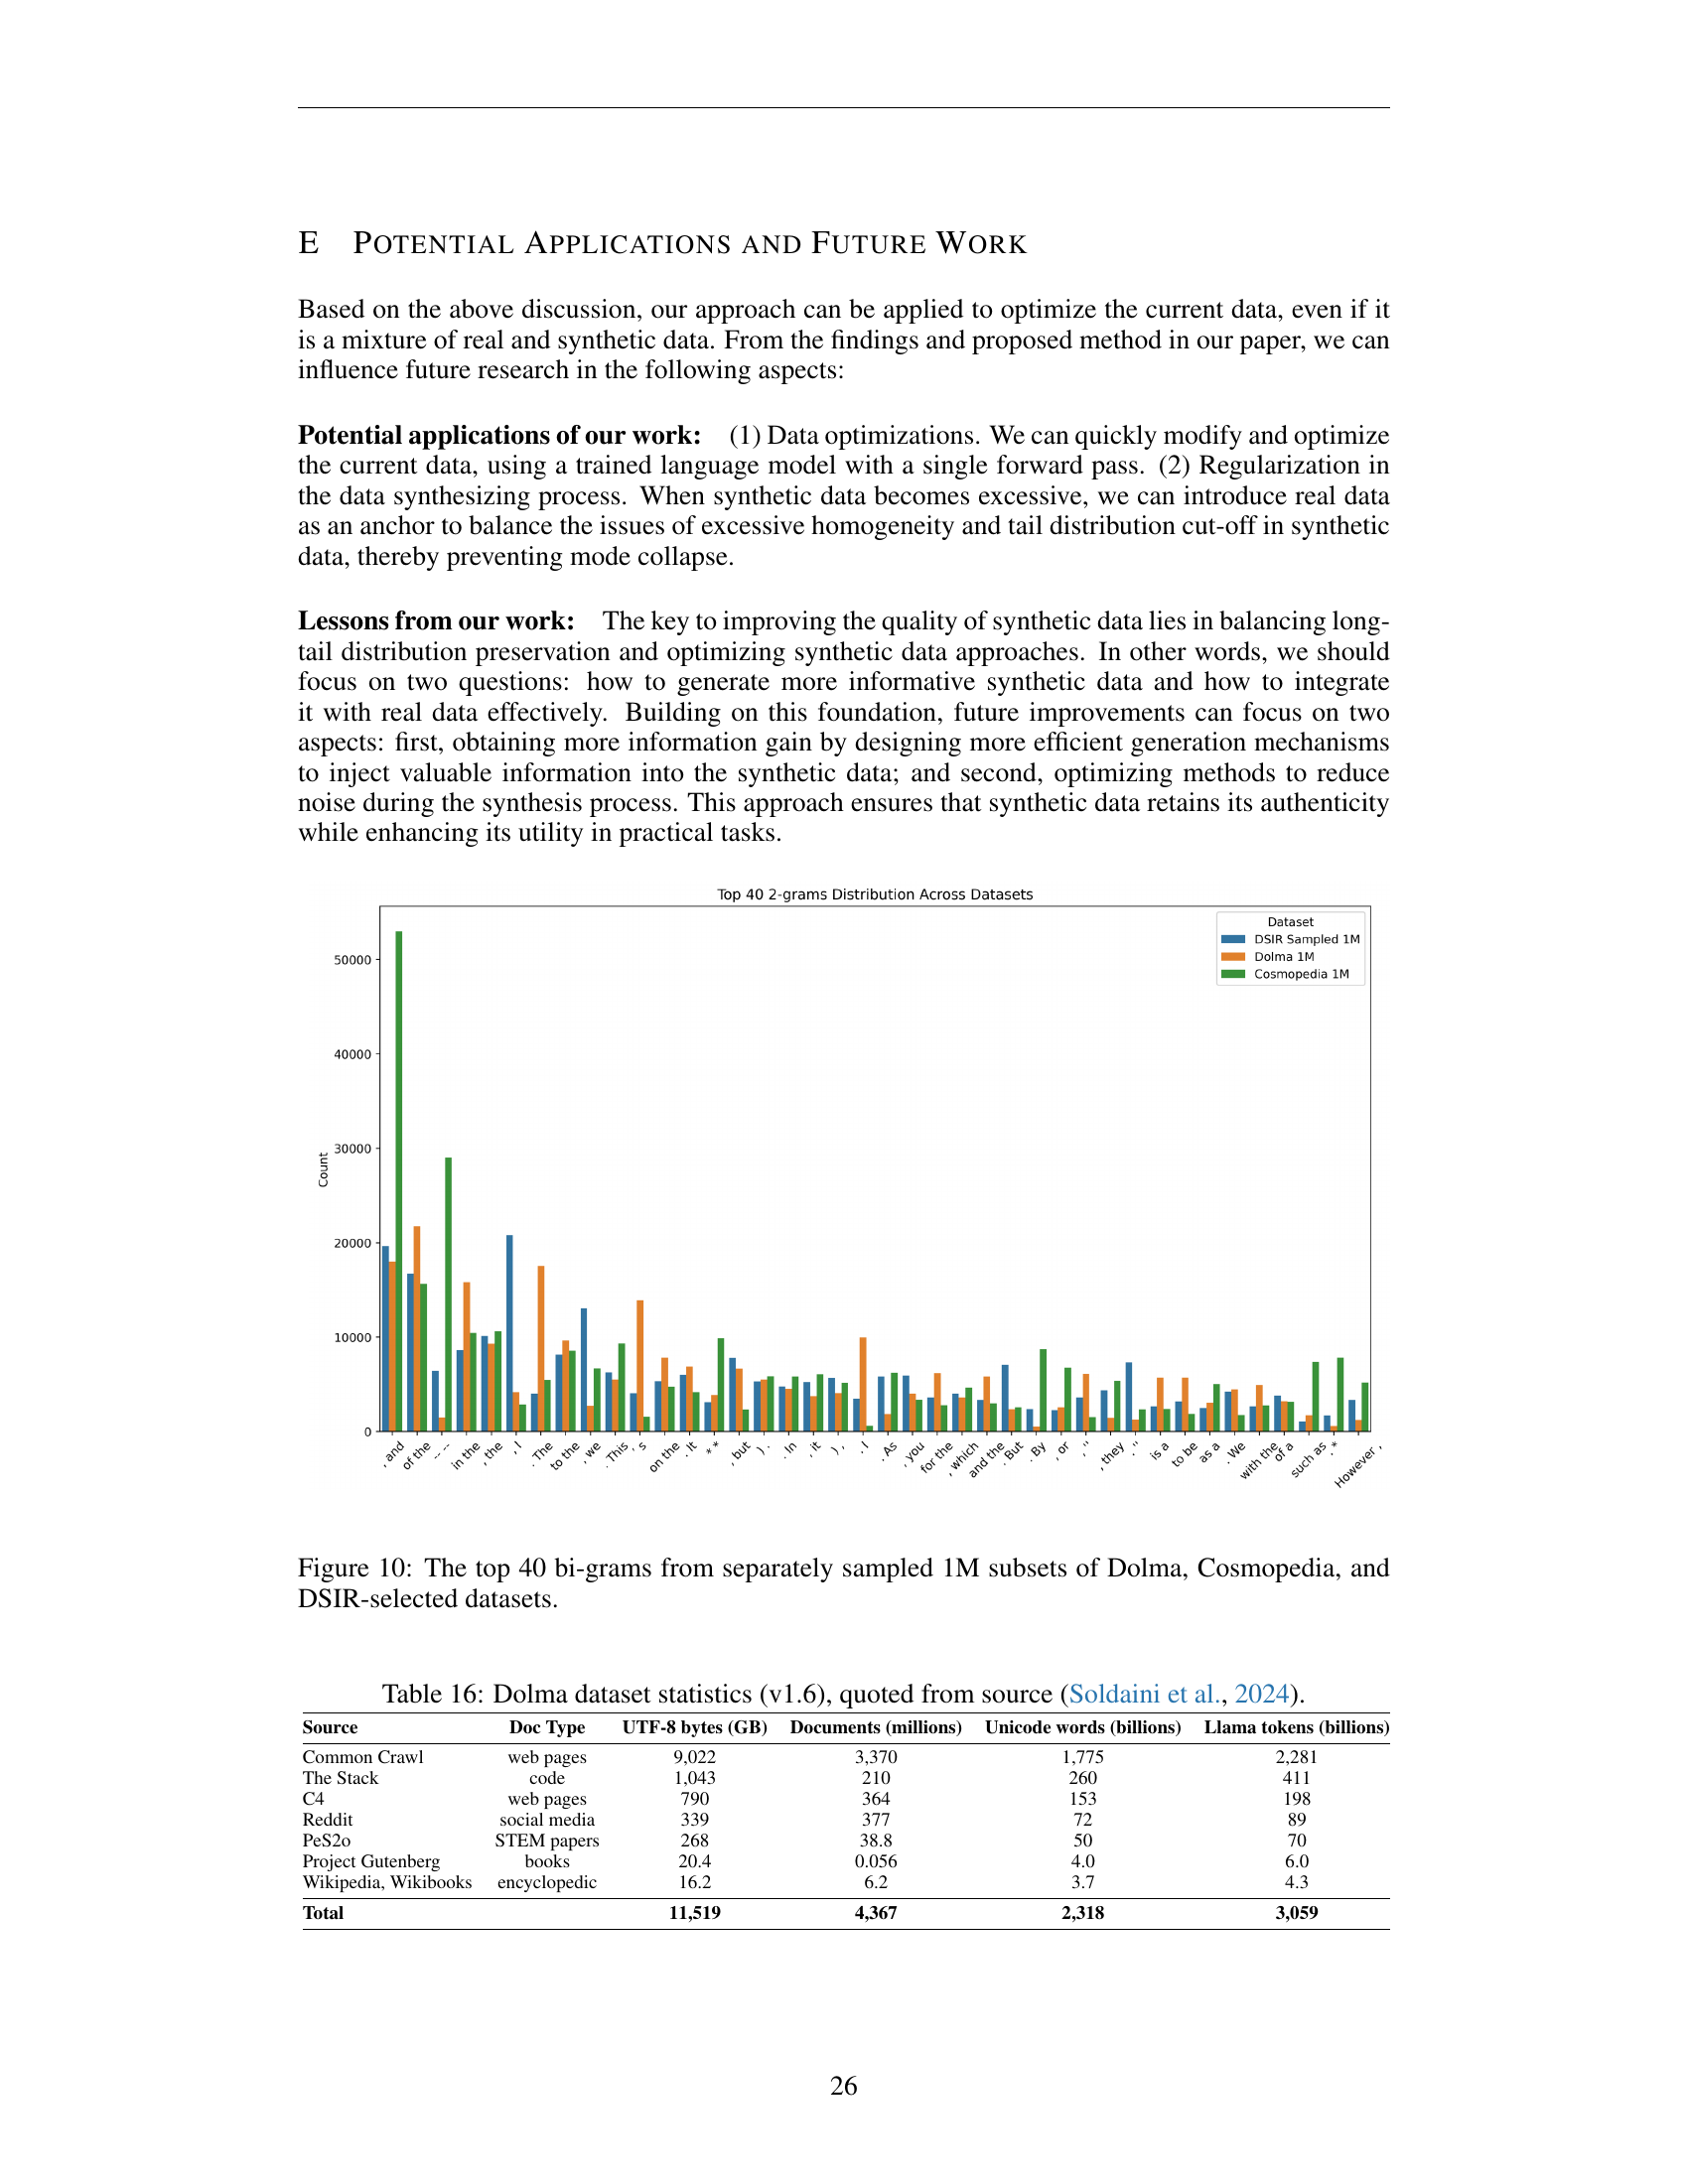 E POTENTIAL APPLICATIONS AND FUTURE WORK
Based on the above discussion, our approach can be applied to optimize the current data, even if it
is a mixture of real and synthetic data. From the findings and proposed method in our paper, we can
influence future research in the following aspects:
Potential applications of our work: (1) Data optimizations. We can quickly modify and optimize
the current data, using a trained language model with a single forward pass. (2) Regularization in
the data synthesizing process. When synthetic data becomes excessive, we can introduce real data
as an anchor to balance the issues of excessive homogeneity and tail distribution cut-off in synthetic
data, thereby preventing mode collapse.
Lessons from our work: The key to improving the quality of synthetic data lies in balancing long-
tail distribution preservation and optimizing synthetic data approaches. In other words, we should
focus on two questions: how to generate more informative synthetic data and how to integrate
it with real data effectively. Building on this foundation, future improvements can focus on two
aspects: first, obtaining more information gain by designing more efficient generation mechanisms
to inject valuable information into the synthetic data; and second, optimizing methods to reduce
noise during the synthesis process. This approach ensures that synthetic data retains its authenticity
while enhancing its utility in practical tasks.
Top 40 2-grams Distribution Across Datasets
Dataset
DSIR Sampled 1M
Dolma 1M
Cosmopedia 1M
Count
50000
40000
30000
20000
10000
0
, and
of the
-- --
in the
, the
, I
. The
to the
, we
. This
' s
on the
. It
* *
, but
) .
. In
, it
) ,
. I
. As
, you
for the
, which
and the
. But
. By
, or
, "
, they
. "
is a
to be
as a
. We
with the
of a
such as
. *
However ,
Figure 10: The top 40 bi-grams from separately sampled 1M subsets of Dolma, Cosmopedia, and
DSIR-selected datasets.
Table 16: Dolma dataset statistics (v1.6), quoted from source (Soldaini et al., 2024).
Source Doc Type UTF-8 bytes (GB) Documents (millions) Unicode words (billions) Llama tokens (billions)
Common Crawl web pages 9,022 3,370 1,775 2,281
The Stack code 1,043 210 260 411
C4 web pages 790 364 153 198
Reddit social media 339 377 72 89
PeS2o STEM papers 268 38.8 50 70
Project Gutenberg books 20.4 0.056 4.0 6.0
Wikipedia, Wikibooks encyclopedic 16.2 6.2 3.7 4.3
Total 11,519 4,367 2,318 3,059
26